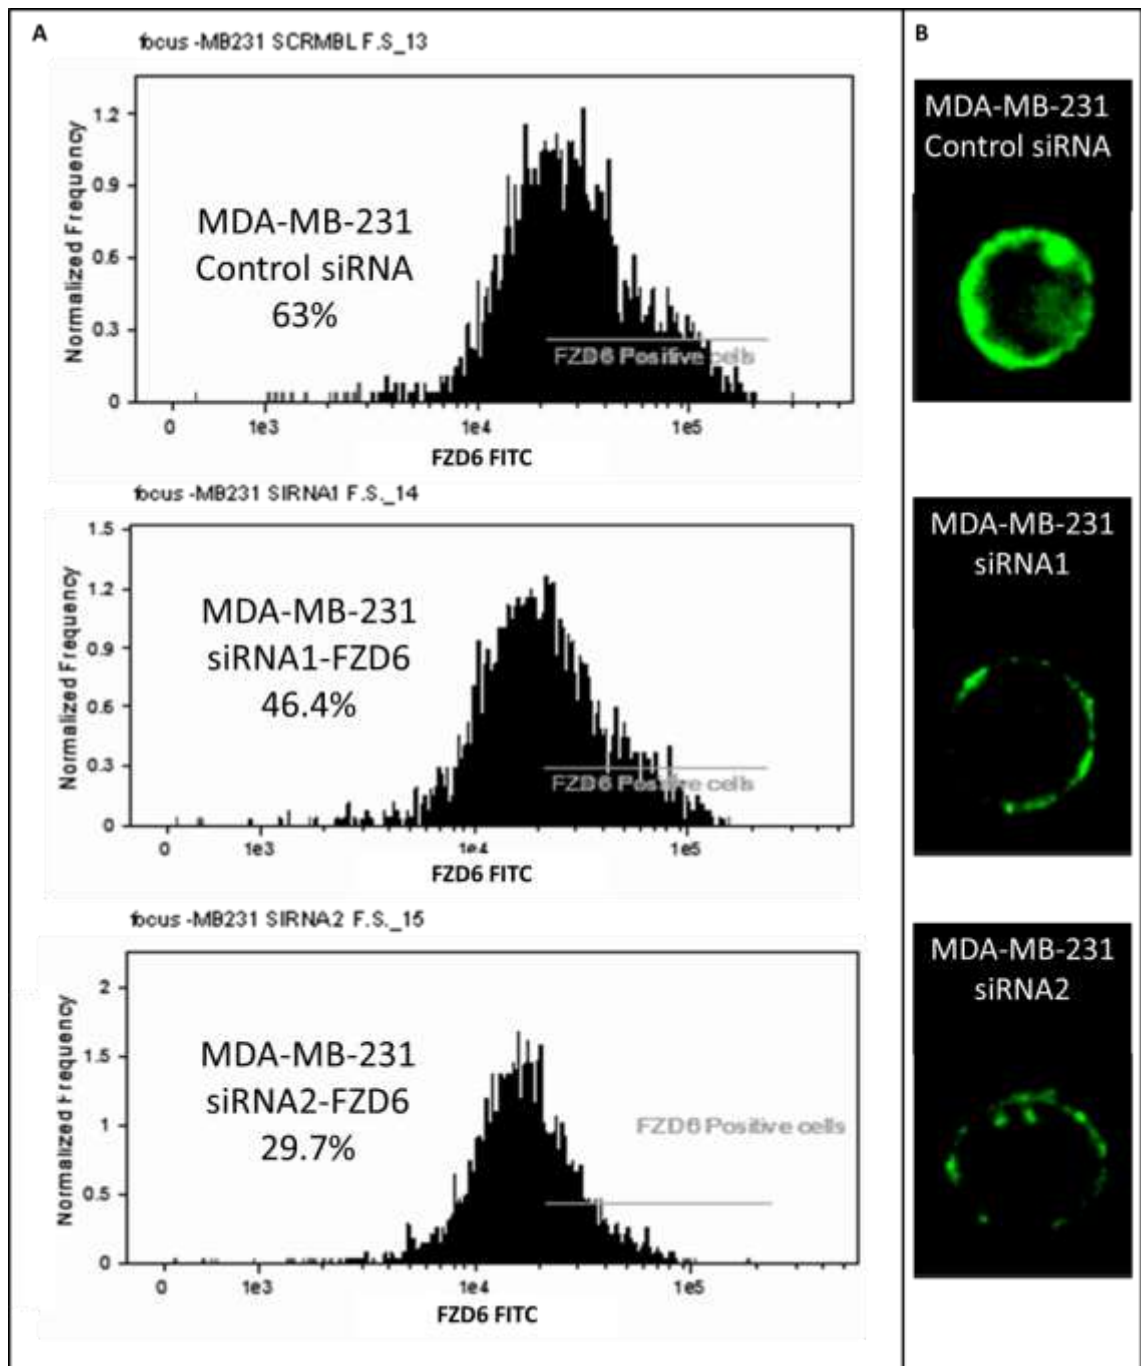 A
focus -MB231 SCRMBL F.S._13
Normalized Frequency
1.2
0.9
0.6
0.3
0
MDA-MB-231
Control siRNA
63%
FZD6 Positive cells
0 1e3 1e4 1e5
FZD6 FITC
focus -MB231 SIRNA1 F.S._14
Normalized Frequency
1.5
1.2
0.9
0.6
0.3
0
MDA-MB-231
siRNA1-FZD6
46.4%
FZD6 Positive cells
0 1e3 1e4 1e5
FZD6 FITC
focus -MB231 SIRNA2 F.S._15
Normalized Frequency
2
1.5
1
0.5
0
MDA-MB-231
siRNA2-FZD6
29.7%
FZD6 Positive cells
0 1e3 1e4 1e5
FZD6 FITC
B
MDA-MB-231
Control siRNA
MDA-MB-231
siRNA1
MDA-MB-231
siRNA2